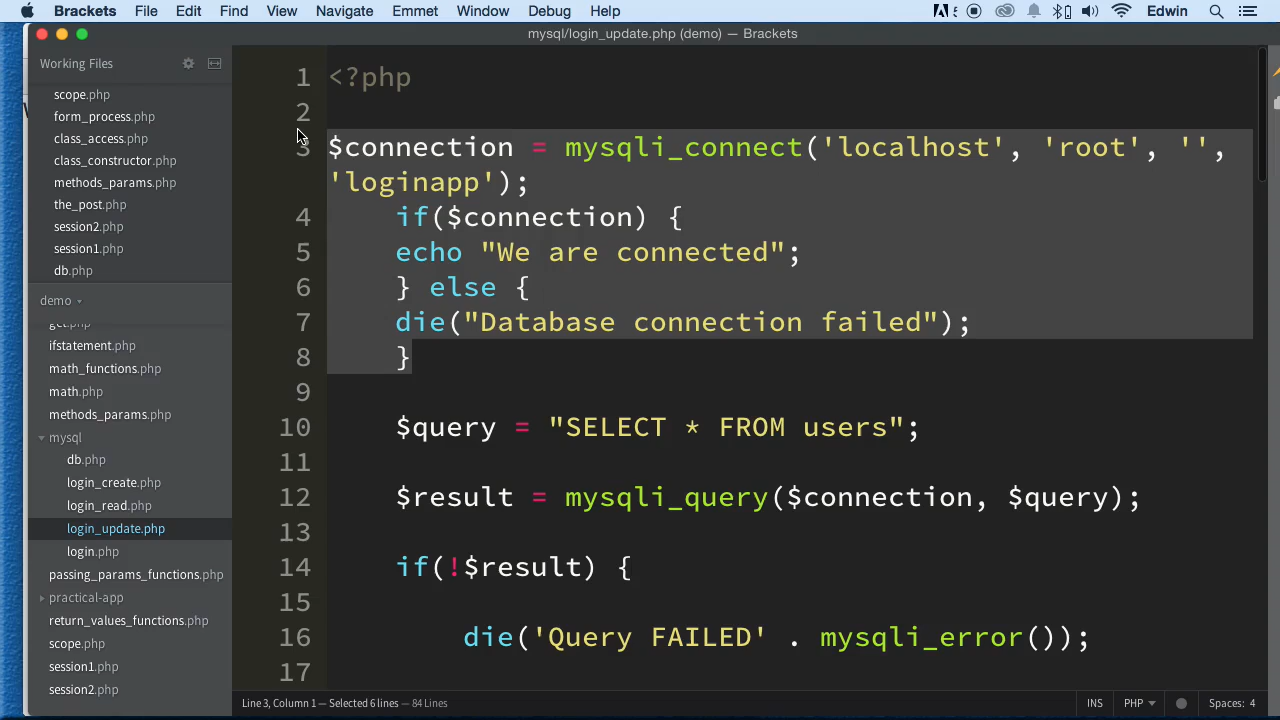 Brackets File Edit Find View Navigate Emmet Window Debug Help Edwin
mysql/login_update.php (demo) — Brackets
Working Files
scope.php
form_process.php
class_access.php
class_constructor.php
methods_params.php
the_post.php
session2.php
session1.php
db.php
demo
get.php
ifstatement.php
math_functions.php
math.php
methods_params.php
mysql
db.php
login_create.php
login_read.php
login_update.php
login.php
passing_params_functions.php
practical-app
return_values_functions.php
scope.php
session1.php
session2.php
1 <?php
2
3 $connection = mysqli_connect('localhost', 'root', '',
'loginapp');
4 if($connection) {
5 echo "We are connected";
6 } else {
7 die("Database connection failed");
8 }
9
10 $query = "SELECT * FROM users";
11
12 $result = mysqli_query($connection, $query);
13
14 if(!$result) {
15
16 die('Query FAILED' . mysqli_error());
17
Line 3, Column 1 — Selected 6 lines — 84 Lines INS PHP Spaces: 4